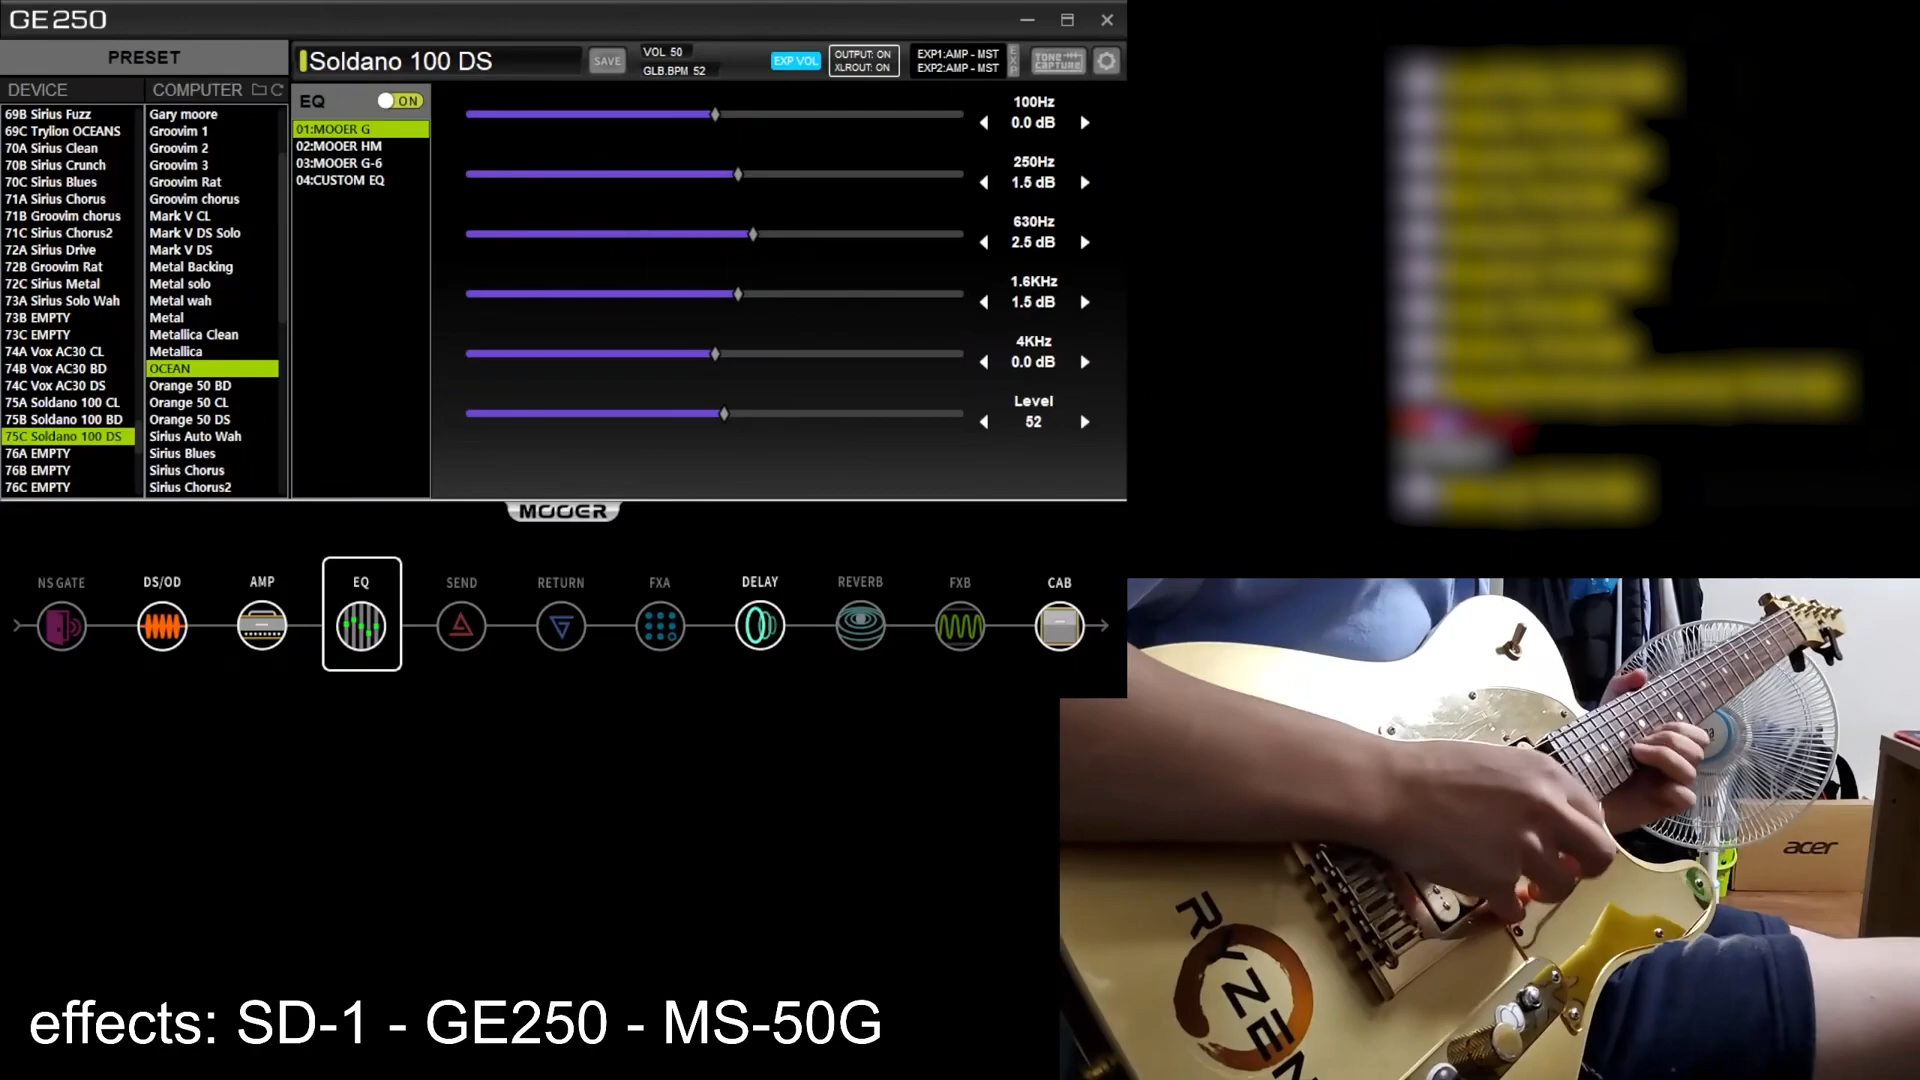 GE250
PRESET
DEVICE
COMPUTER
69B Sirius Fuzz
69C Trylion OCEANS
70A Sirius Clean
70B Sirius Crunch
70C Sirius Blues
71A Sirius Chorus
71B Groovim chorus
71C Sirius Chorus2
72A Sirius Drive
72B Groovim Rat
72C Sirius Metal
73A Sirius Solo Wah
73B EMPTY
73C EMPTY
74A Vox AC30 CL
74B Vox AC30 BD
74C Vox AC30 DS
75A Soldano 100 CL
75B Soldano 100 BD
75C Soldano 100 DS
76A EMPTY
76B EMPTY
76C EMPTY
Gary moore
Groovim 1
Groovim 2
Groovim 3
Groovim Rat
Groovim chorus
Mark V CL
Mark V DS Solo
Mark V DS
Metal Backing
Metal solo
Metal wah
Metal
Metallica Clean
Metallica
OCEAN
Orange 50 BD
Orange 50 CL
Orange 50 DS
Sirius Auto Wah
Sirius Blues
Sirius Chorus
Sirius Chorus2
Soldano 100 DS
SAVE
VOL 50
GLB.BPM 52
EXP VOL
OUTPUT: ON
XLROUT: ON
EXP1:AMP - MST
EXP2:AMP - MST
EXP
TONE
CAPTURE
EQ
ON
01:MOOER G
02:MOOER HM
03:MOOER G-6
04:CUSTOM EQ
100Hz
0.0 dB
250Hz
1.5 dB
630Hz
2.5 dB
1.6KHz
1.5 dB
4KHz
0.0 dB
Level
52
MOOER
NS GATE
DS/OD
AMP
EQ
SEND
RETURN
FXA
DELAY
REVERB
FXB
CAB
acer
RYZEN
effects: SD-1 - GE250 - MS-50G